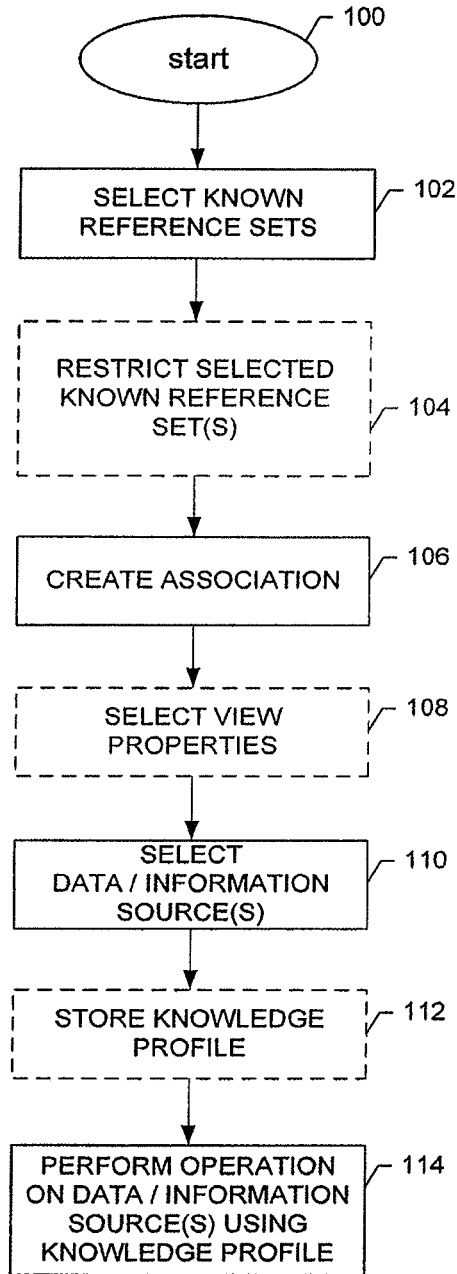 100
start
102
SELECT KNOWN
REFERENCE SETS
RESTRICT SELECTED
KNOWN REFERENCE
SET(S)
104
106
CREATE ASSOCIATION
108
SELECT VIEW
PROPERTIES
110
SELECT
DATA / INFORMATION
SOURCE(S)
112
STORE KNOWLEDGE
PROFILE
114
PERFORM OPERATION
ON DATA / INFORMATION
SOURCE(S) USING
KNOWLEDGE PROFILE